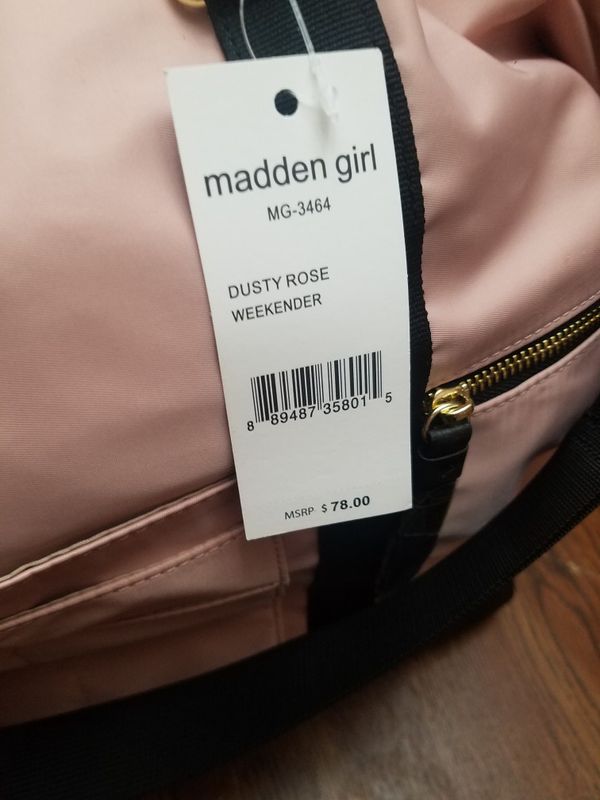 madden girl
MG-3464
DUSTY ROSE
WEEKENDER
8 89487 35801 5
MSRP $ 78.00